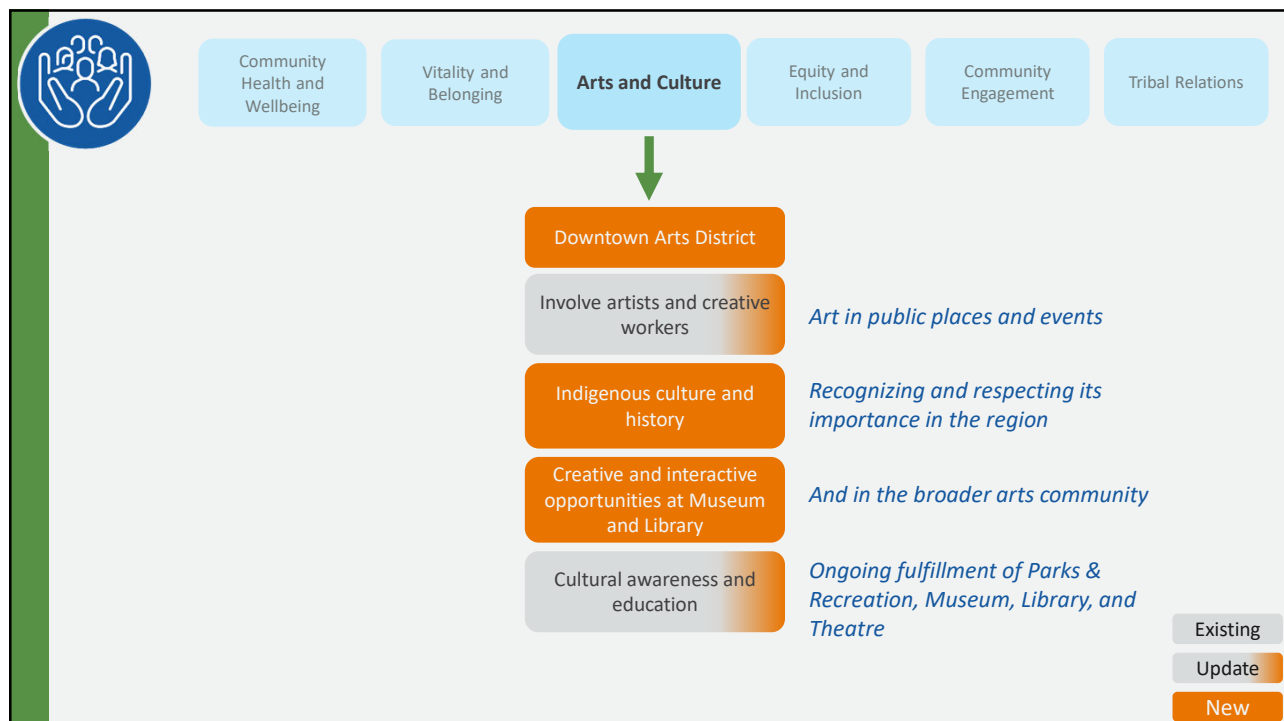 Community
Health and
Wellbeing
Vitality and
Belonging
Arts and Culture
Equity and
Inclusion
Community
Engagement
Tribal Relations
Downtown Arts District
Involve artists and creative
workers
Art in public places and events
Indigenous culture and
history
Recognizing and respecting its
importance in the region
Creative and interactive
opportunities at Museum
and Library
And in the broader arts community
Cultural awareness and
education
Ongoing fulfillment of Parks &
Recreation, Museum, Library, and
Theatre
Existing
Update
New